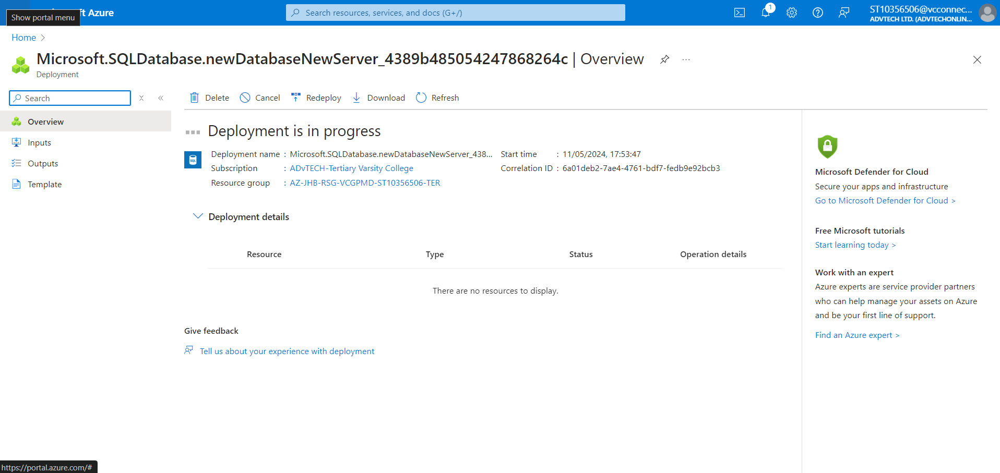 Show portal menu
ft Azure
Search resources, services, and docs (G+/)
1
ST10356506@vcconnec...
ADVTECH LTD. (ADVTECHONLIN...
Home
Microsoft.SQLDatabase.newDatabaseNewServer_4389b485054247868264c | Overview
...
Deployment
Search
Delete
Cancel
Redeploy
Download
Refresh
Overview
Inputs
Outputs
Template
Deployment is in progress
SQL
Deployment name : Microsoft.SQLDatabase.newDatabaseNewServer_438...
Subscription : ADvTECH-Tertiary Varsity College
Resource group : AZ-JHB-RSG-VCGPMD-ST10356506-TER
Start time : 11/05/2024, 17:53:47
Correlation ID : 6a01deb2-7ae4-4761-bdf7-fedb9e92bcb3
Deployment details
Resource Type Status Operation details
There are no resources to display.
Give feedback
Tell us about your experience with deployment
Microsoft Defender for Cloud
Secure your apps and infrastructure
Go to Microsoft Defender for Cloud >
Free Microsoft tutorials
Start learning today >
Work with an expert
Azure experts are service provider partners
who can help manage your assets on Azure
and be your first line of support.
Find an Azure expert >
https://portal.azure.com/#